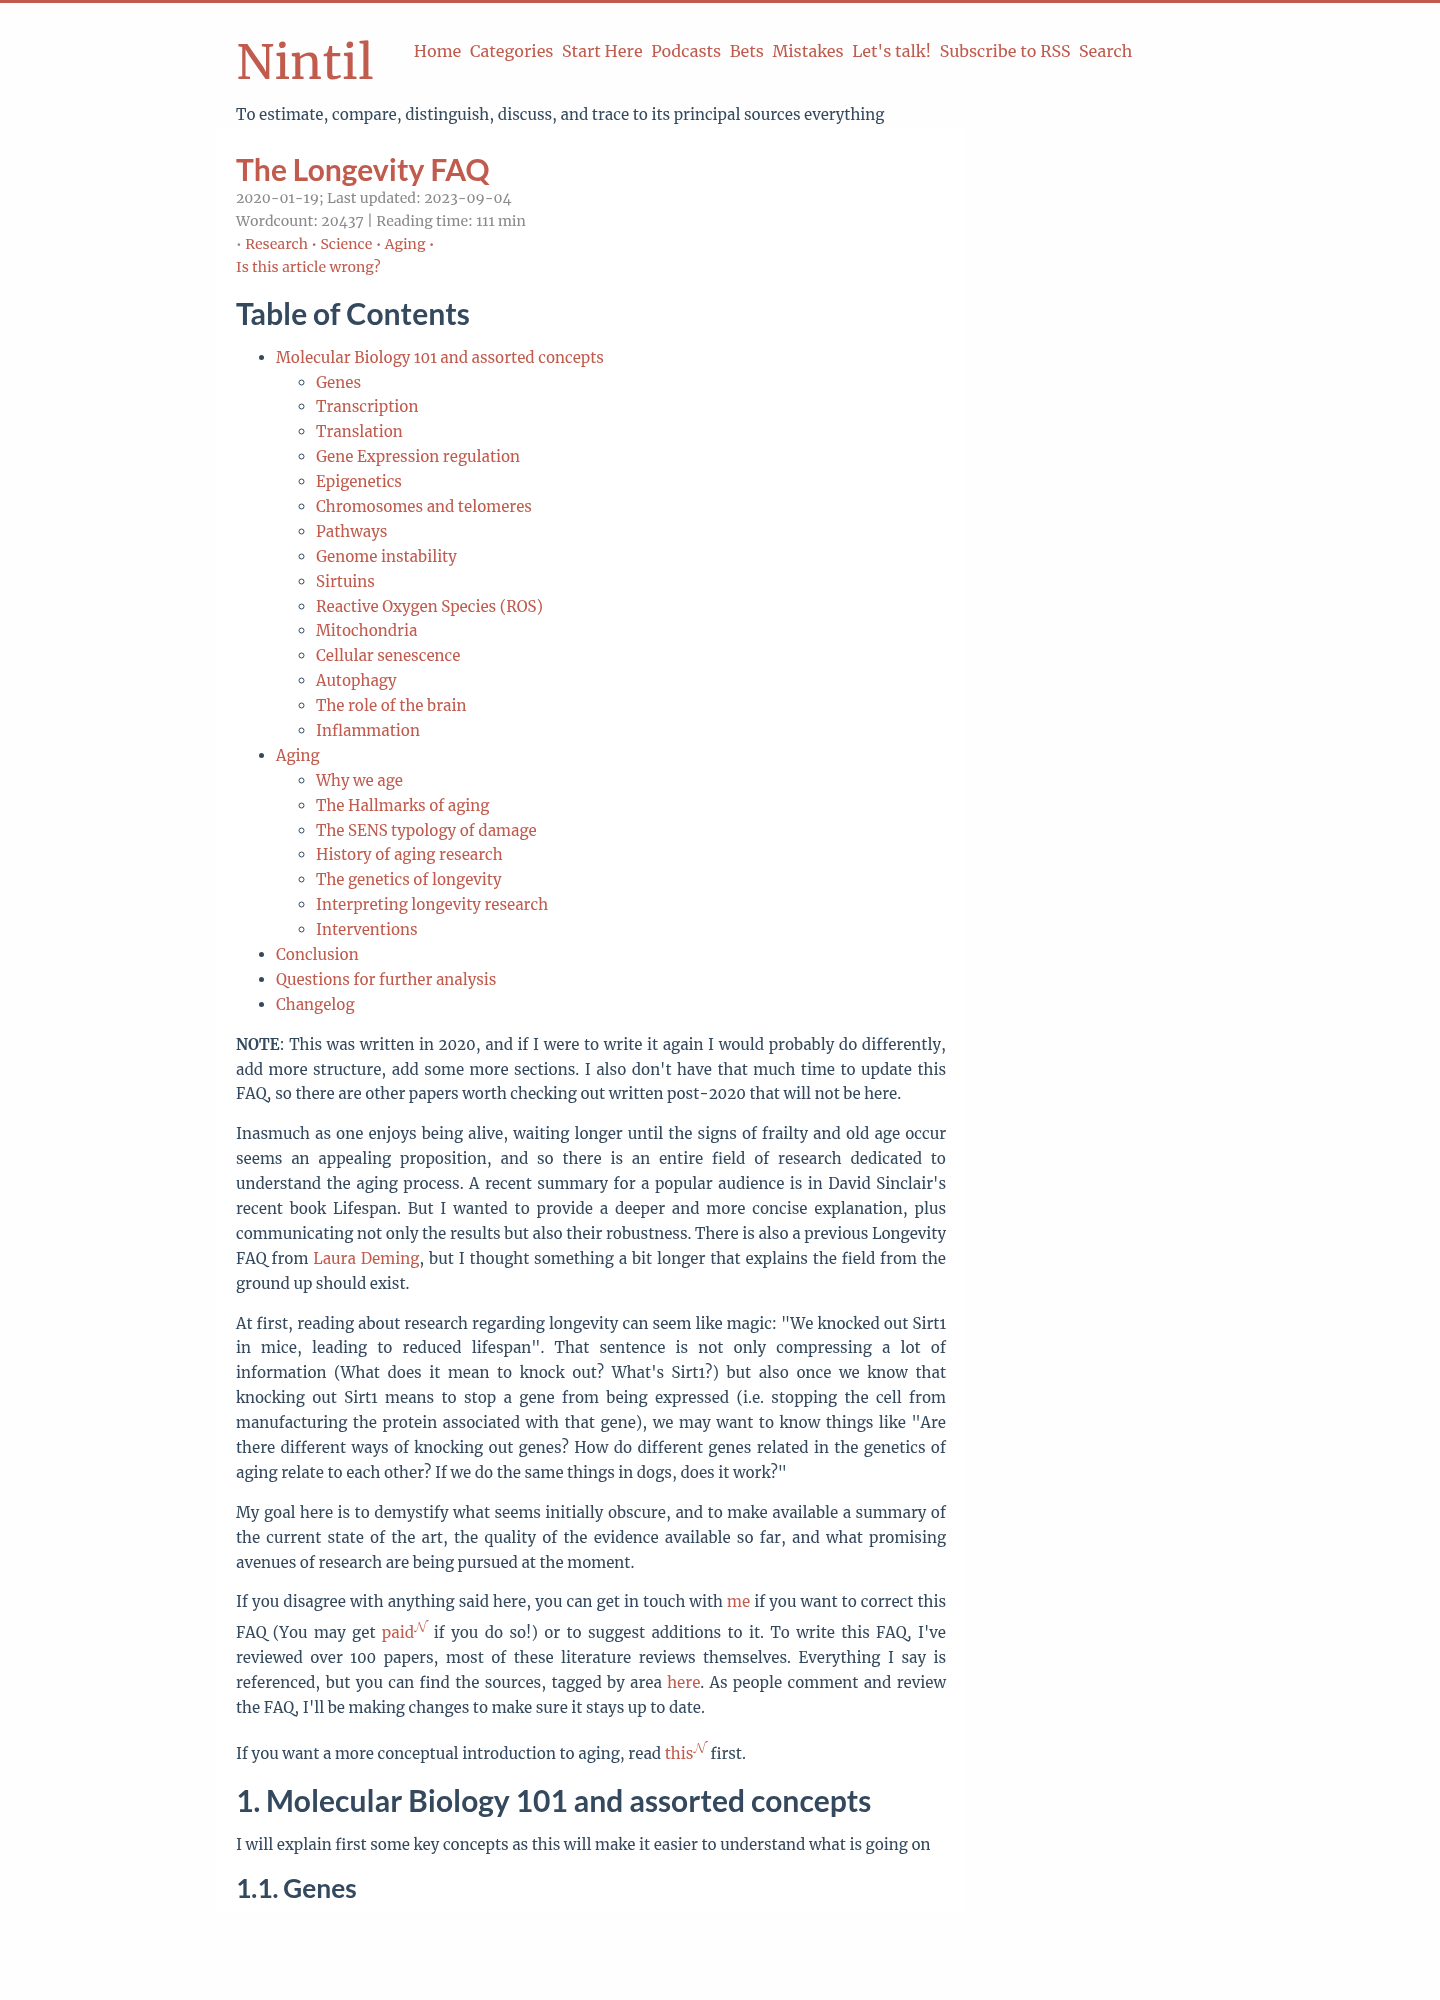 Nintil
Home Categories Start Here Podcasts Bets Mistakes Let's talk! Subscribe to RSS Search
To estimate, compare, distinguish, discuss, and trace to its principal sources everything
The Longevity FAQ
2020-01-19; Last updated: 2023-09-04
Wordcount: 20437 | Reading time: 111 min
• Research • Science • Aging •
Is this article wrong?
Table of Contents
• Molecular Biology 101 and assorted concepts
◦ Genes
◦ Transcription
◦ Translation
◦ Gene Expression regulation
◦ Epigenetics
◦ Chromosomes and telomeres
◦ Pathways
◦ Genome instability
◦ Sirtuins
◦ Reactive Oxygen Species (ROS)
◦ Mitochondria
◦ Cellular senescence
◦ Autophagy
◦ The role of the brain
◦ Inflammation
• Aging
◦ Why we age
◦ The Hallmarks of aging
◦ The SENS typology of damage
◦ History of aging research
◦ The genetics of longevity
◦ Interpreting longevity research
◦ Interventions
• Conclusion
• Questions for further analysis
• Changelog
NOTE: This was written in 2020, and if I were to write it again I would probably do differently,
add more structure, add some more sections. I also don't have that much time to update this
FAQ, so there are other papers worth checking out written post-2020 that will not be here.
Inasmuch as one enjoys being alive, waiting longer until the signs of frailty and old age occur
seems an appealing proposition, and so there is an entire field of research dedicated to
understand the aging process. A recent summary for a popular audience is in David Sinclair's
recent book Lifespan. But I wanted to provide a deeper and more concise explanation, plus
communicating not only the results but also their robustness. There is also a previous Longevity
FAQ from Laura Deming, but I thought something a bit longer that explains the field from the
ground up should exist.
At first, reading about research regarding longevity can seem like magic: "We knocked out Sirt1
in mice, leading to reduced lifespan". That sentence is not only compressing a lot of
information (What does it mean to knock out? What's Sirt1?) but also once we know that
knocking out Sirt1 means to stop a gene from being expressed (i.e. stopping the cell from
manufacturing the protein associated with that gene), we may want to know things like "Are
there different ways of knocking out genes? How do different genes related in the genetics of
aging relate to each other? If we do the same things in dogs, does it work?"
My goal here is to demystify what seems initially obscure, and to make available a summary of
the current state of the art, the quality of the evidence available so far, and what promising
avenues of research are being pursued at the moment.
If you disagree with anything said here, you can get in touch with me if you want to correct this
FAQ (You may get paid𝒩 if you do so!) or to suggest additions to it. To write this FAQ, I've
reviewed over 100 papers, most of these literature reviews themselves. Everything I say is
referenced, but you can find the sources, tagged by area here. As people comment and review
the FAQ, I'll be making changes to make sure it stays up to date.
If you want a more conceptual introduction to aging, read this𝒩 first.
1. Molecular Biology 101 and assorted concepts
I will explain first some key concepts as this will make it easier to understand what is going on
1.1. Genes